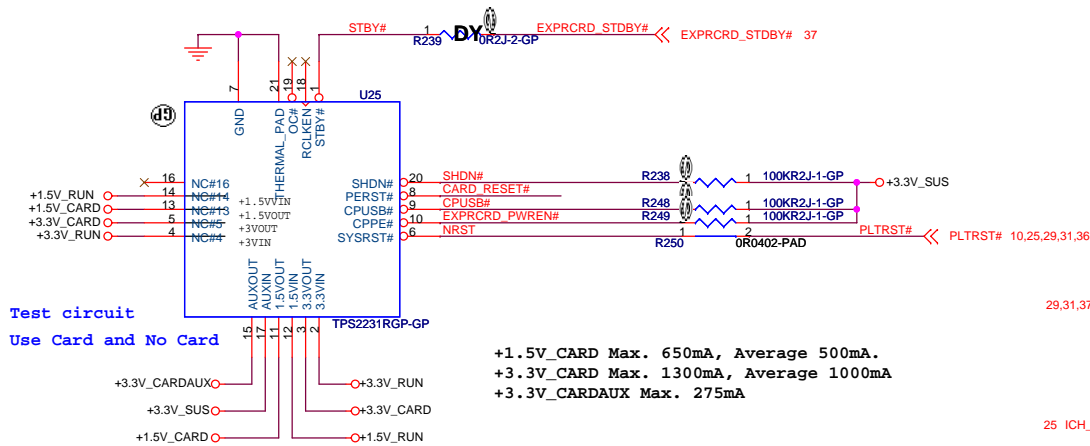 STBY# 1 DY EXPRCRD_STDBY# EXPRCRD_STDBY# 37
R239 0R2J-2-GP
7 21 19 18 1
U25
GP
GND THERMAL_PAD OC# RCLKEN STBY#
16 NC#16
+1.5V_RUN 14 NC#14 +1.5VVIN
+1.5V_CARD 13 NC#13 +1.5VOUT
+3.3V_CARD 5 NC#5 +3VOUT
+3.3V_RUN 4 NC#4 +3VIN
SHDN# 20 SHDN# R238 1 100KR2J-1-GP +3.3V_SUS
PERST# 8 CARD_RESET#
CPUSB# 9 CPUSB# R248 1 100KR2J-1-GP
CPPE# 10 EXPRCRD_PWREN# R249 1 100KR2J-1-GP
SYSRST# 6 NRST 1 2 PLTRST# PLTRST# 10,25,29,31,36
R250 0R0402-PAD
AUXOUT AUXIN 1.5VOUT 1.5VIN 3.3VOUT 3.3VIN
15 17 11 12 3 2
TPS2231RGP-GP
Test circuit
Use Card and No Card
29,31,37
+3.3V_CARDAUX +3.3V_RUN
+3.3V_SUS +3.3V_CARD
+1.5V_CARD +1.5V_RUN
+1.5V_CARD Max. 650mA, Average 500mA.
+3.3V_CARD Max. 1300mA, Average 1000mA
+3.3V_CARDAUX Max. 275mA
25 ICH